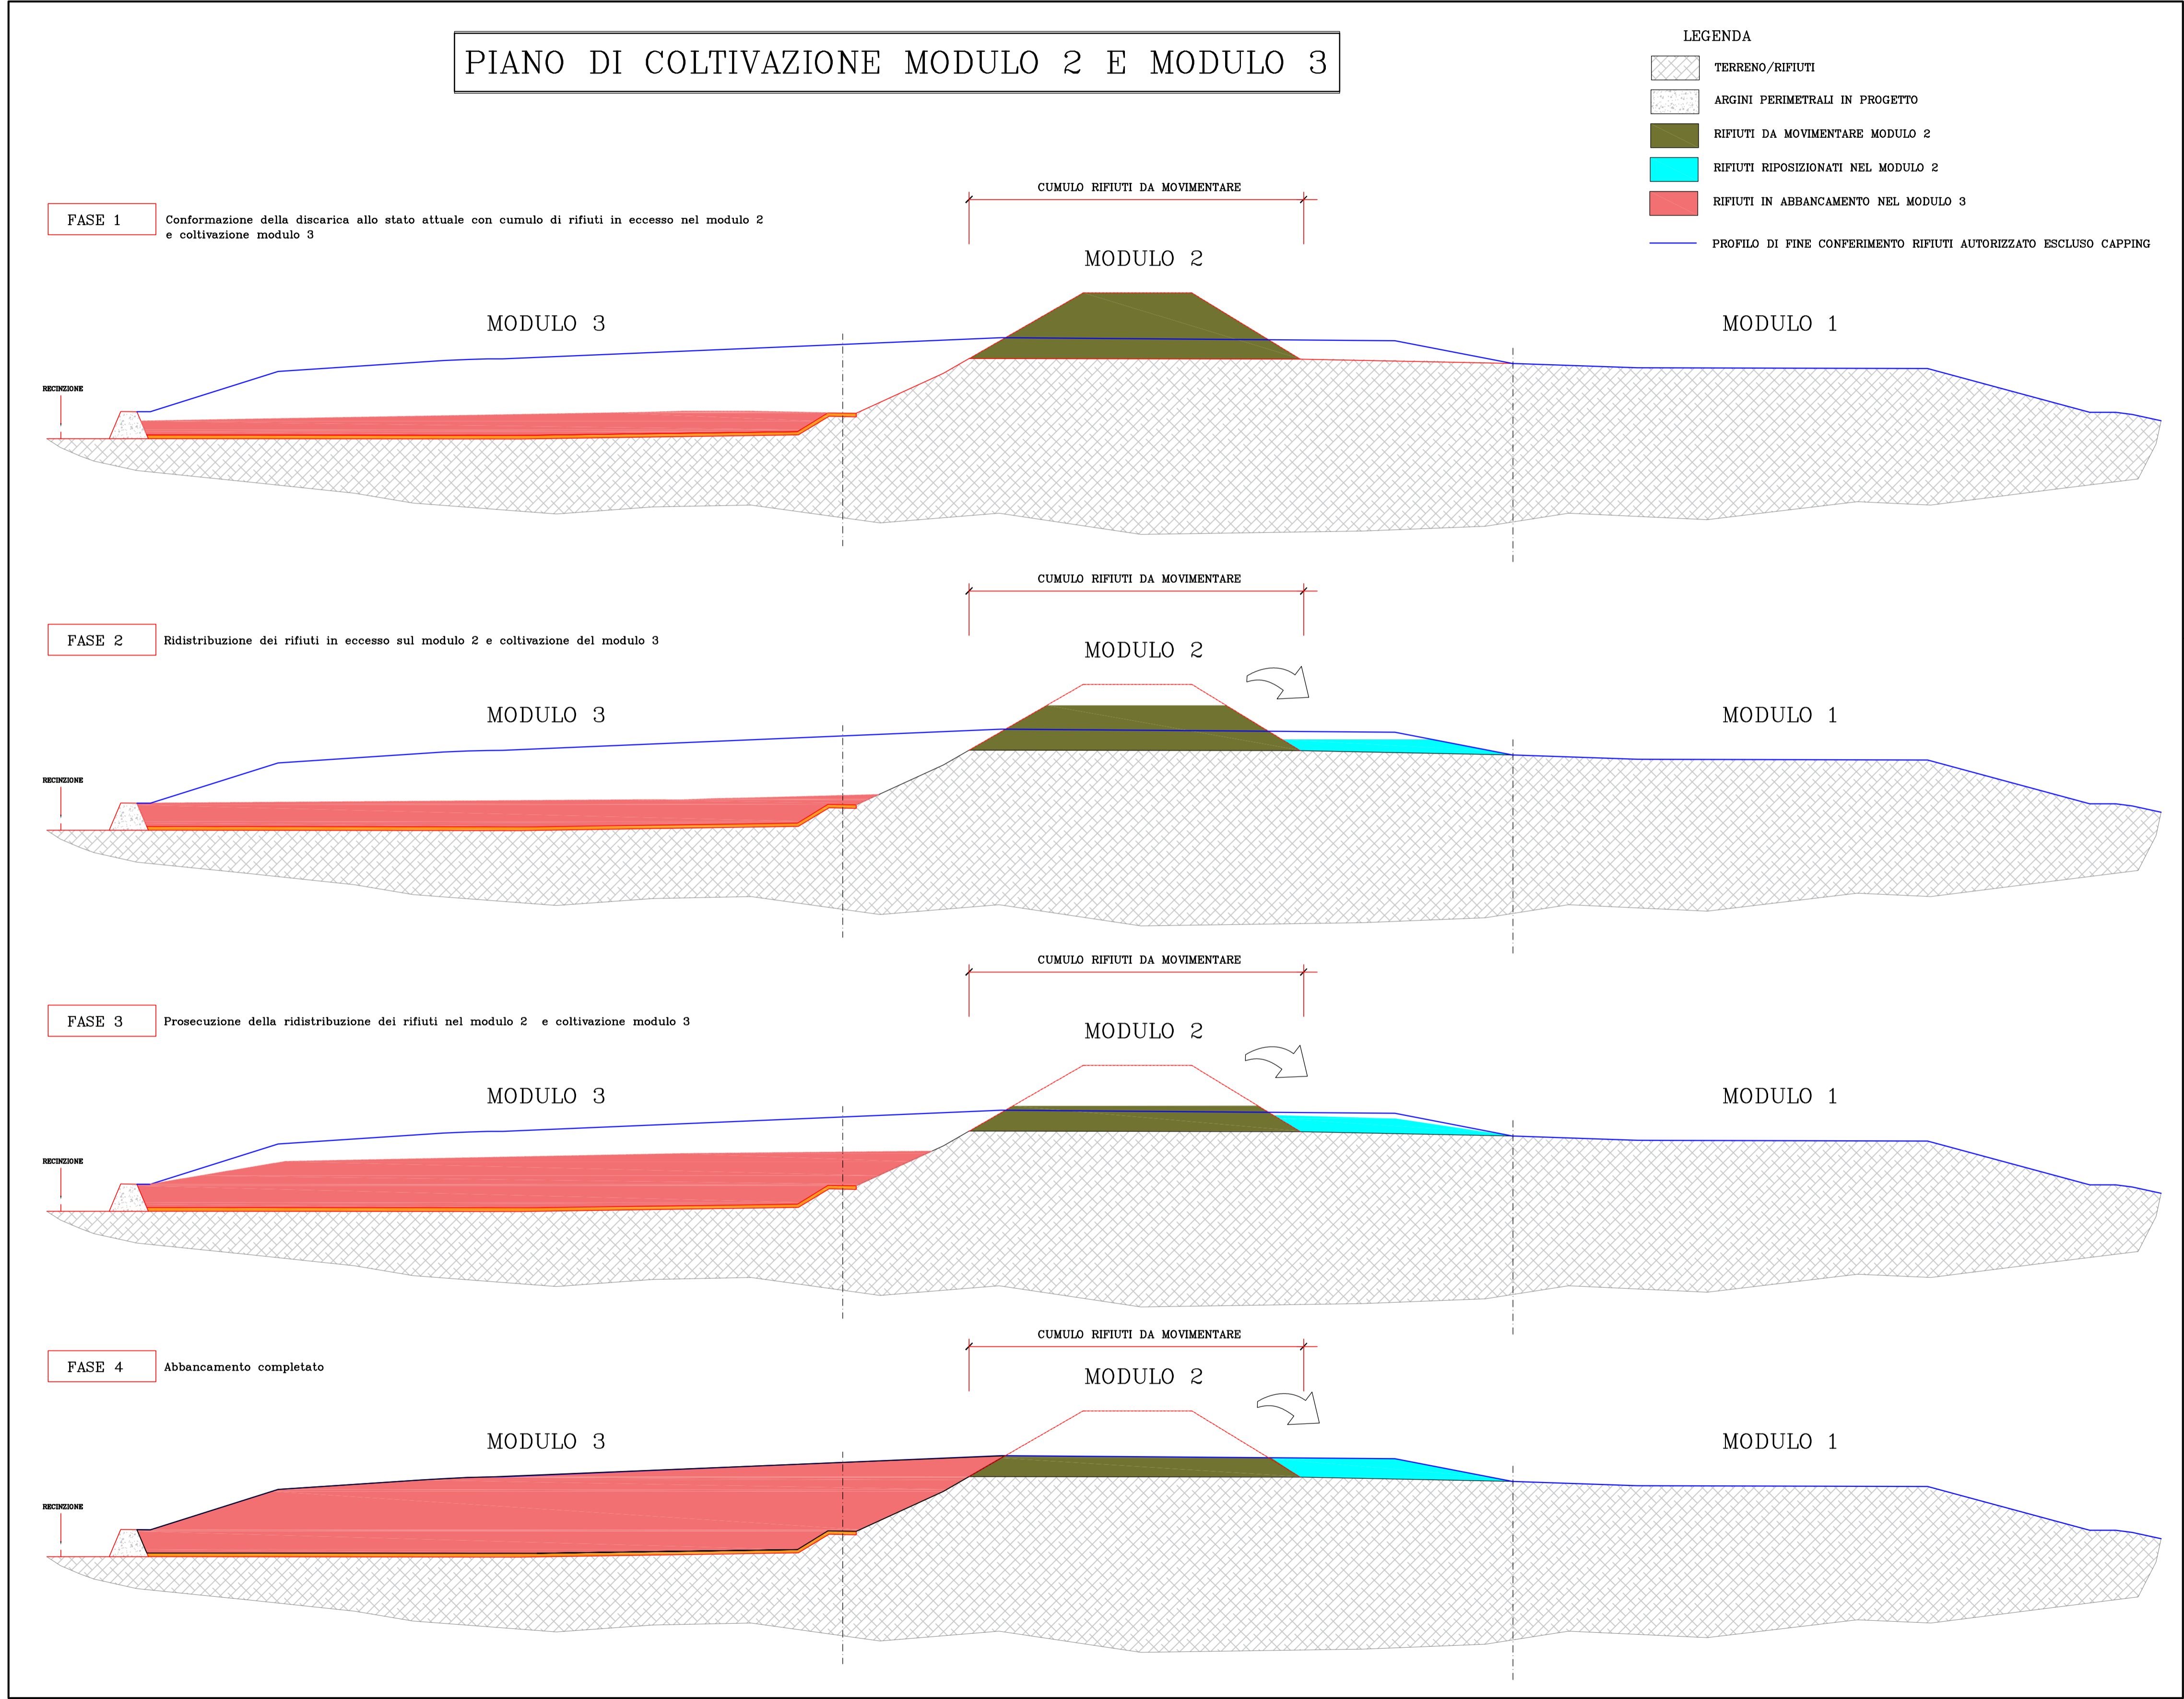 PIANO DI COLTIVAZIONE MODULO 2 E MODULO 3
LEGENDA
TERRENO/RIFIUTI
ARGINI PERIMETRALI IN PROGETTO
RIFIUTI DA MOVIMENTARE MODULO 2
RIFIUTI RIPOSIZIONATI NEL MODULO 2
RIFIUTI IN ABBANCAMENTO NEL MODULO 3
PROFILO DI FINE CONFERIMENTO RIFIUTI AUTORIZZATO ESCLUSO CAPPING
FASE 1
Conformazione della discarica allo stato attuale con cumulo di rifiuti in eccesso nel modulo 2
e coltivazione modulo 3
CUMULO RIFIUTI DA MOVIMENTARE
MODULO 2
MODULO 3
MODULO 1
RECINZIONE
CUMULO RIFIUTI DA MOVIMENTARE
FASE 2
Ridistribuzione dei rifiuti in eccesso sul modulo 2 e coltivazione del modulo 3
MODULO 2
MODULO 3
MODULO 1
RECINZIONE
CUMULO RIFIUTI DA MOVIMENTARE
FASE 3
Prosecuzione della ridistribuzione dei rifiuti nel modulo 2 e coltivazione modulo 3
MODULO 2
MODULO 3
MODULO 1
RECINZIONE
CUMULO RIFIUTI DA MOVIMENTARE
FASE 4
Abbancamento completato
MODULO 2
MODULO 3
MODULO 1
RECINZIONE